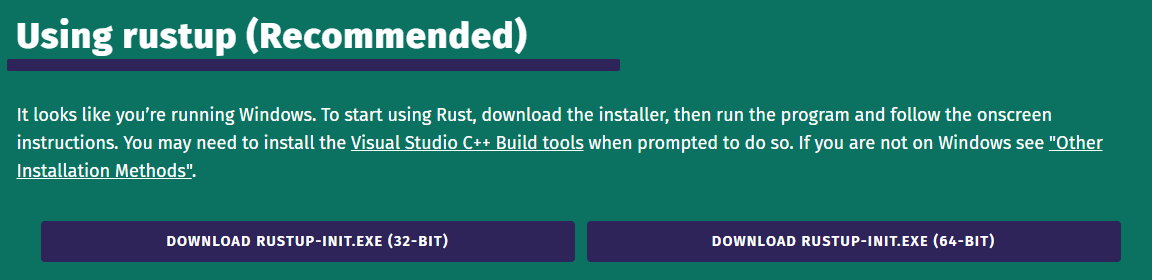 Using rustup (Recommended)
It looks like you’re running Windows. To start using Rust, download the installer, then run the program and follow the onscreen
instructions. You may need to install the Visual Studio C++ Build tools when prompted to do so. If you are not on Windows see "Other
Installation Methods".
DOWNLOAD RUSTUP-INIT.EXE (32-BIT)
DOWNLOAD RUSTUP-INIT.EXE (64-BIT)